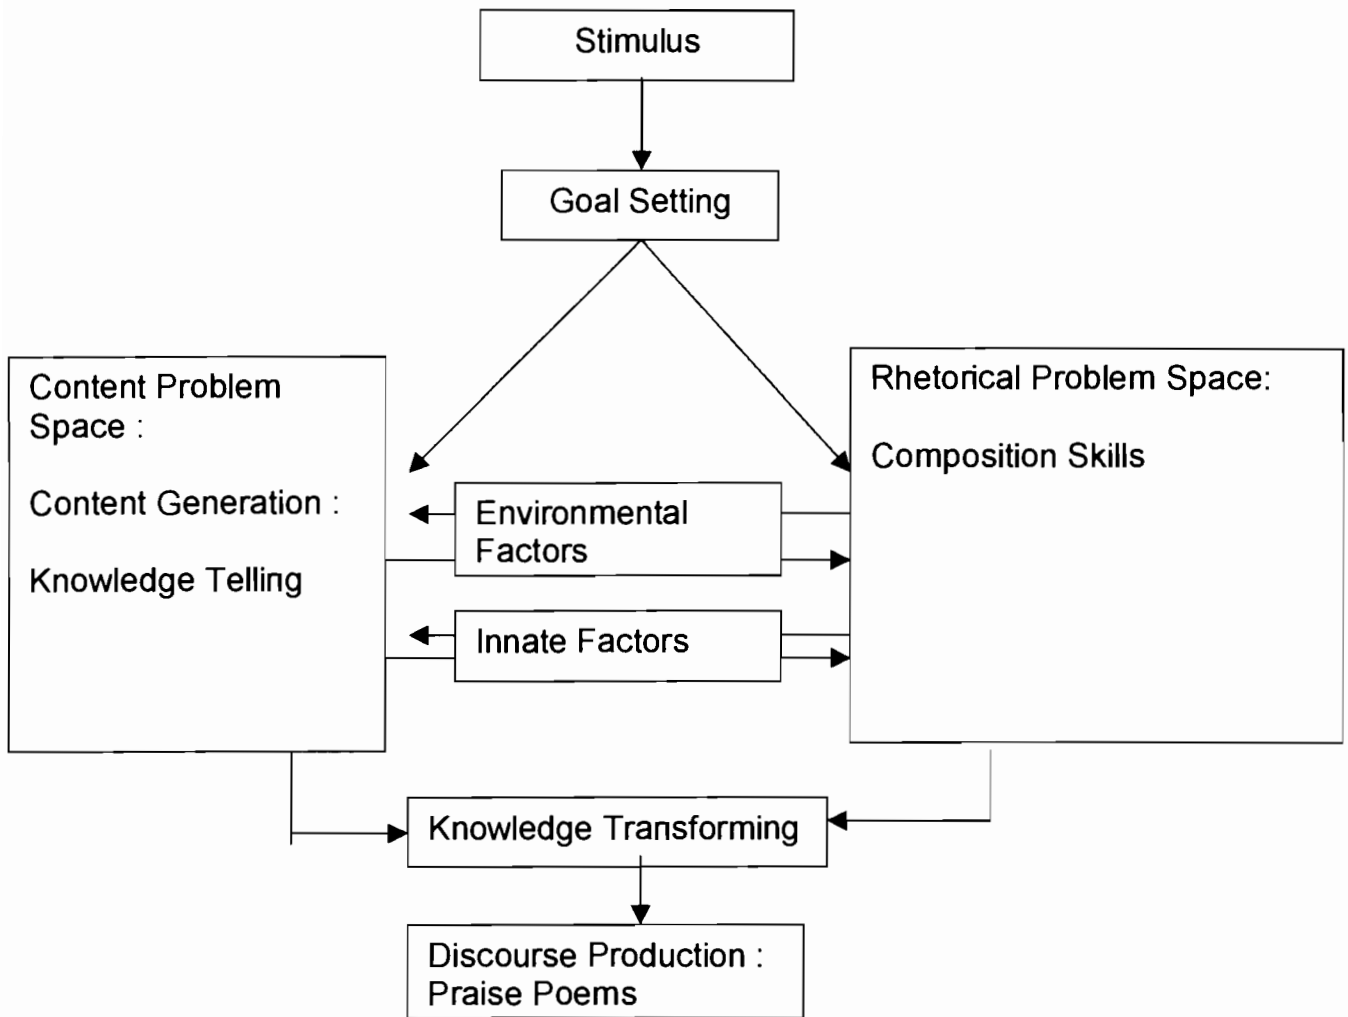 Stimulus
Goal Setting
Content Problem
Space :
Content Generation :
Knowledge Telling
Rhetorical Problem Space:
Composition Skills
Environmental
Factors
Innate Factors
Knowledge Transforming
Discourse Production :
Praise Poems